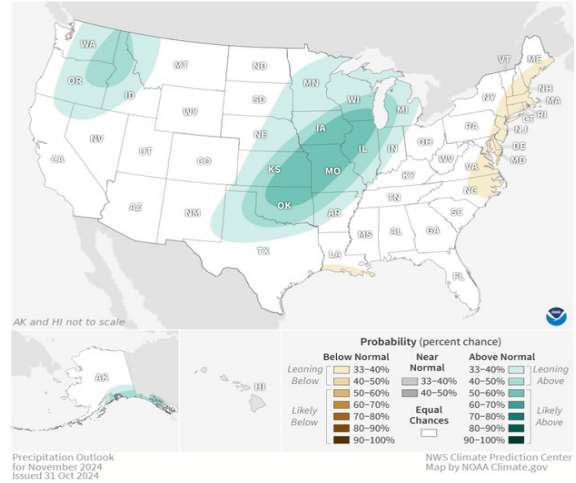 WA
MT
ND
MN
VT
ME
OR
ID
SD
WI
MI
NY
NH
MA
RI
CT
WY
IA
PA
NJ
NE
IL
IN
OH
DE
MD
NV
UT
CO
KS
MO
WV
VA
KY
CA
OK
AR
TN
NC
AZ
NM
SC
MS
AL
GA
TX
LA
FL
AK and HI not to scale
NOAA
AK
HI
Probability (percent chance)
Below Normal
Near Normal
Above Normal
Leaning Below
33–40%
40–50%
50–60%
60–70%
Likely Below
70–80%
80–90%
90–100%
33–40%
40–50%
Equal Chances
33–40%
Leaning Above
40–50%
50–60%
60–70%
70–80%
Likely Above
80–90%
90–100%
Precipitation Outlook
for November 2024
Issued 31 Oct 2024
NWS Climate Prediction Center
Map by NOAA Climate.gov